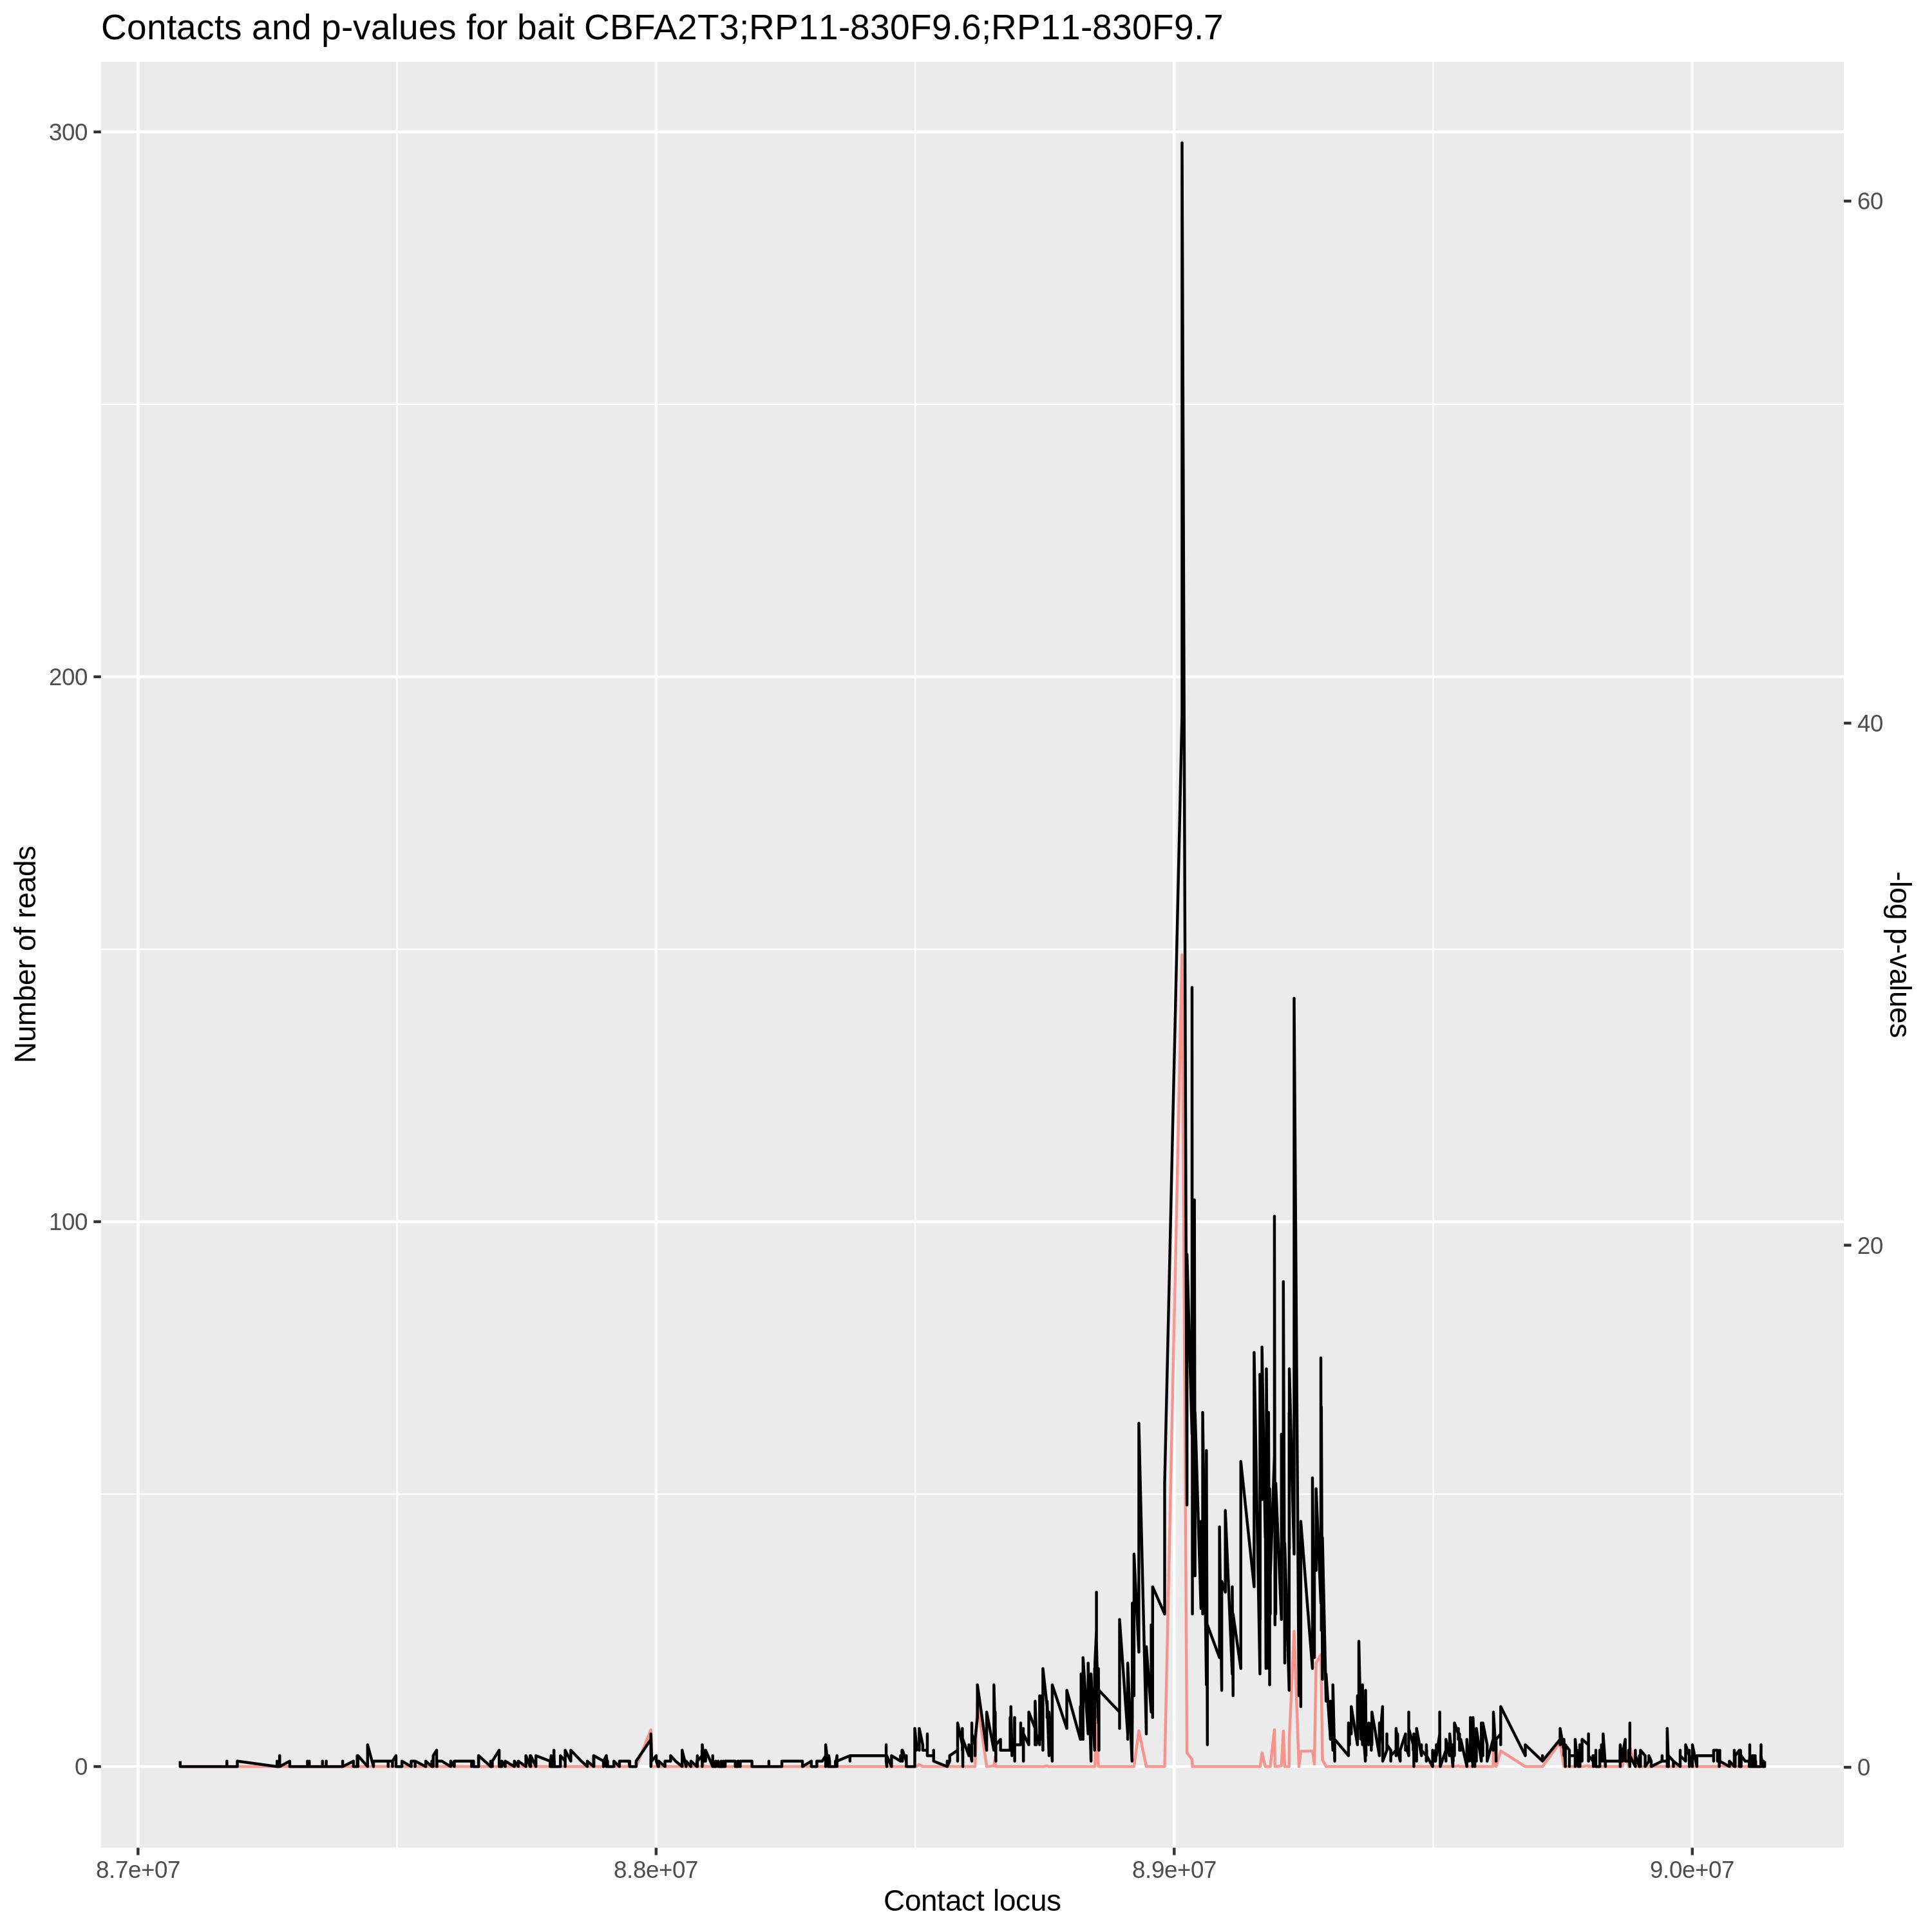 Contacts and p-values for bait CBFA2T3;RP11-830F9.6;RP11-830F9.7
300
200
100
0
Number of reads
60
40
20
0
-log p-values
8.7e+07
8.8e+07
8.9e+07
9.0e+07
Contact locus